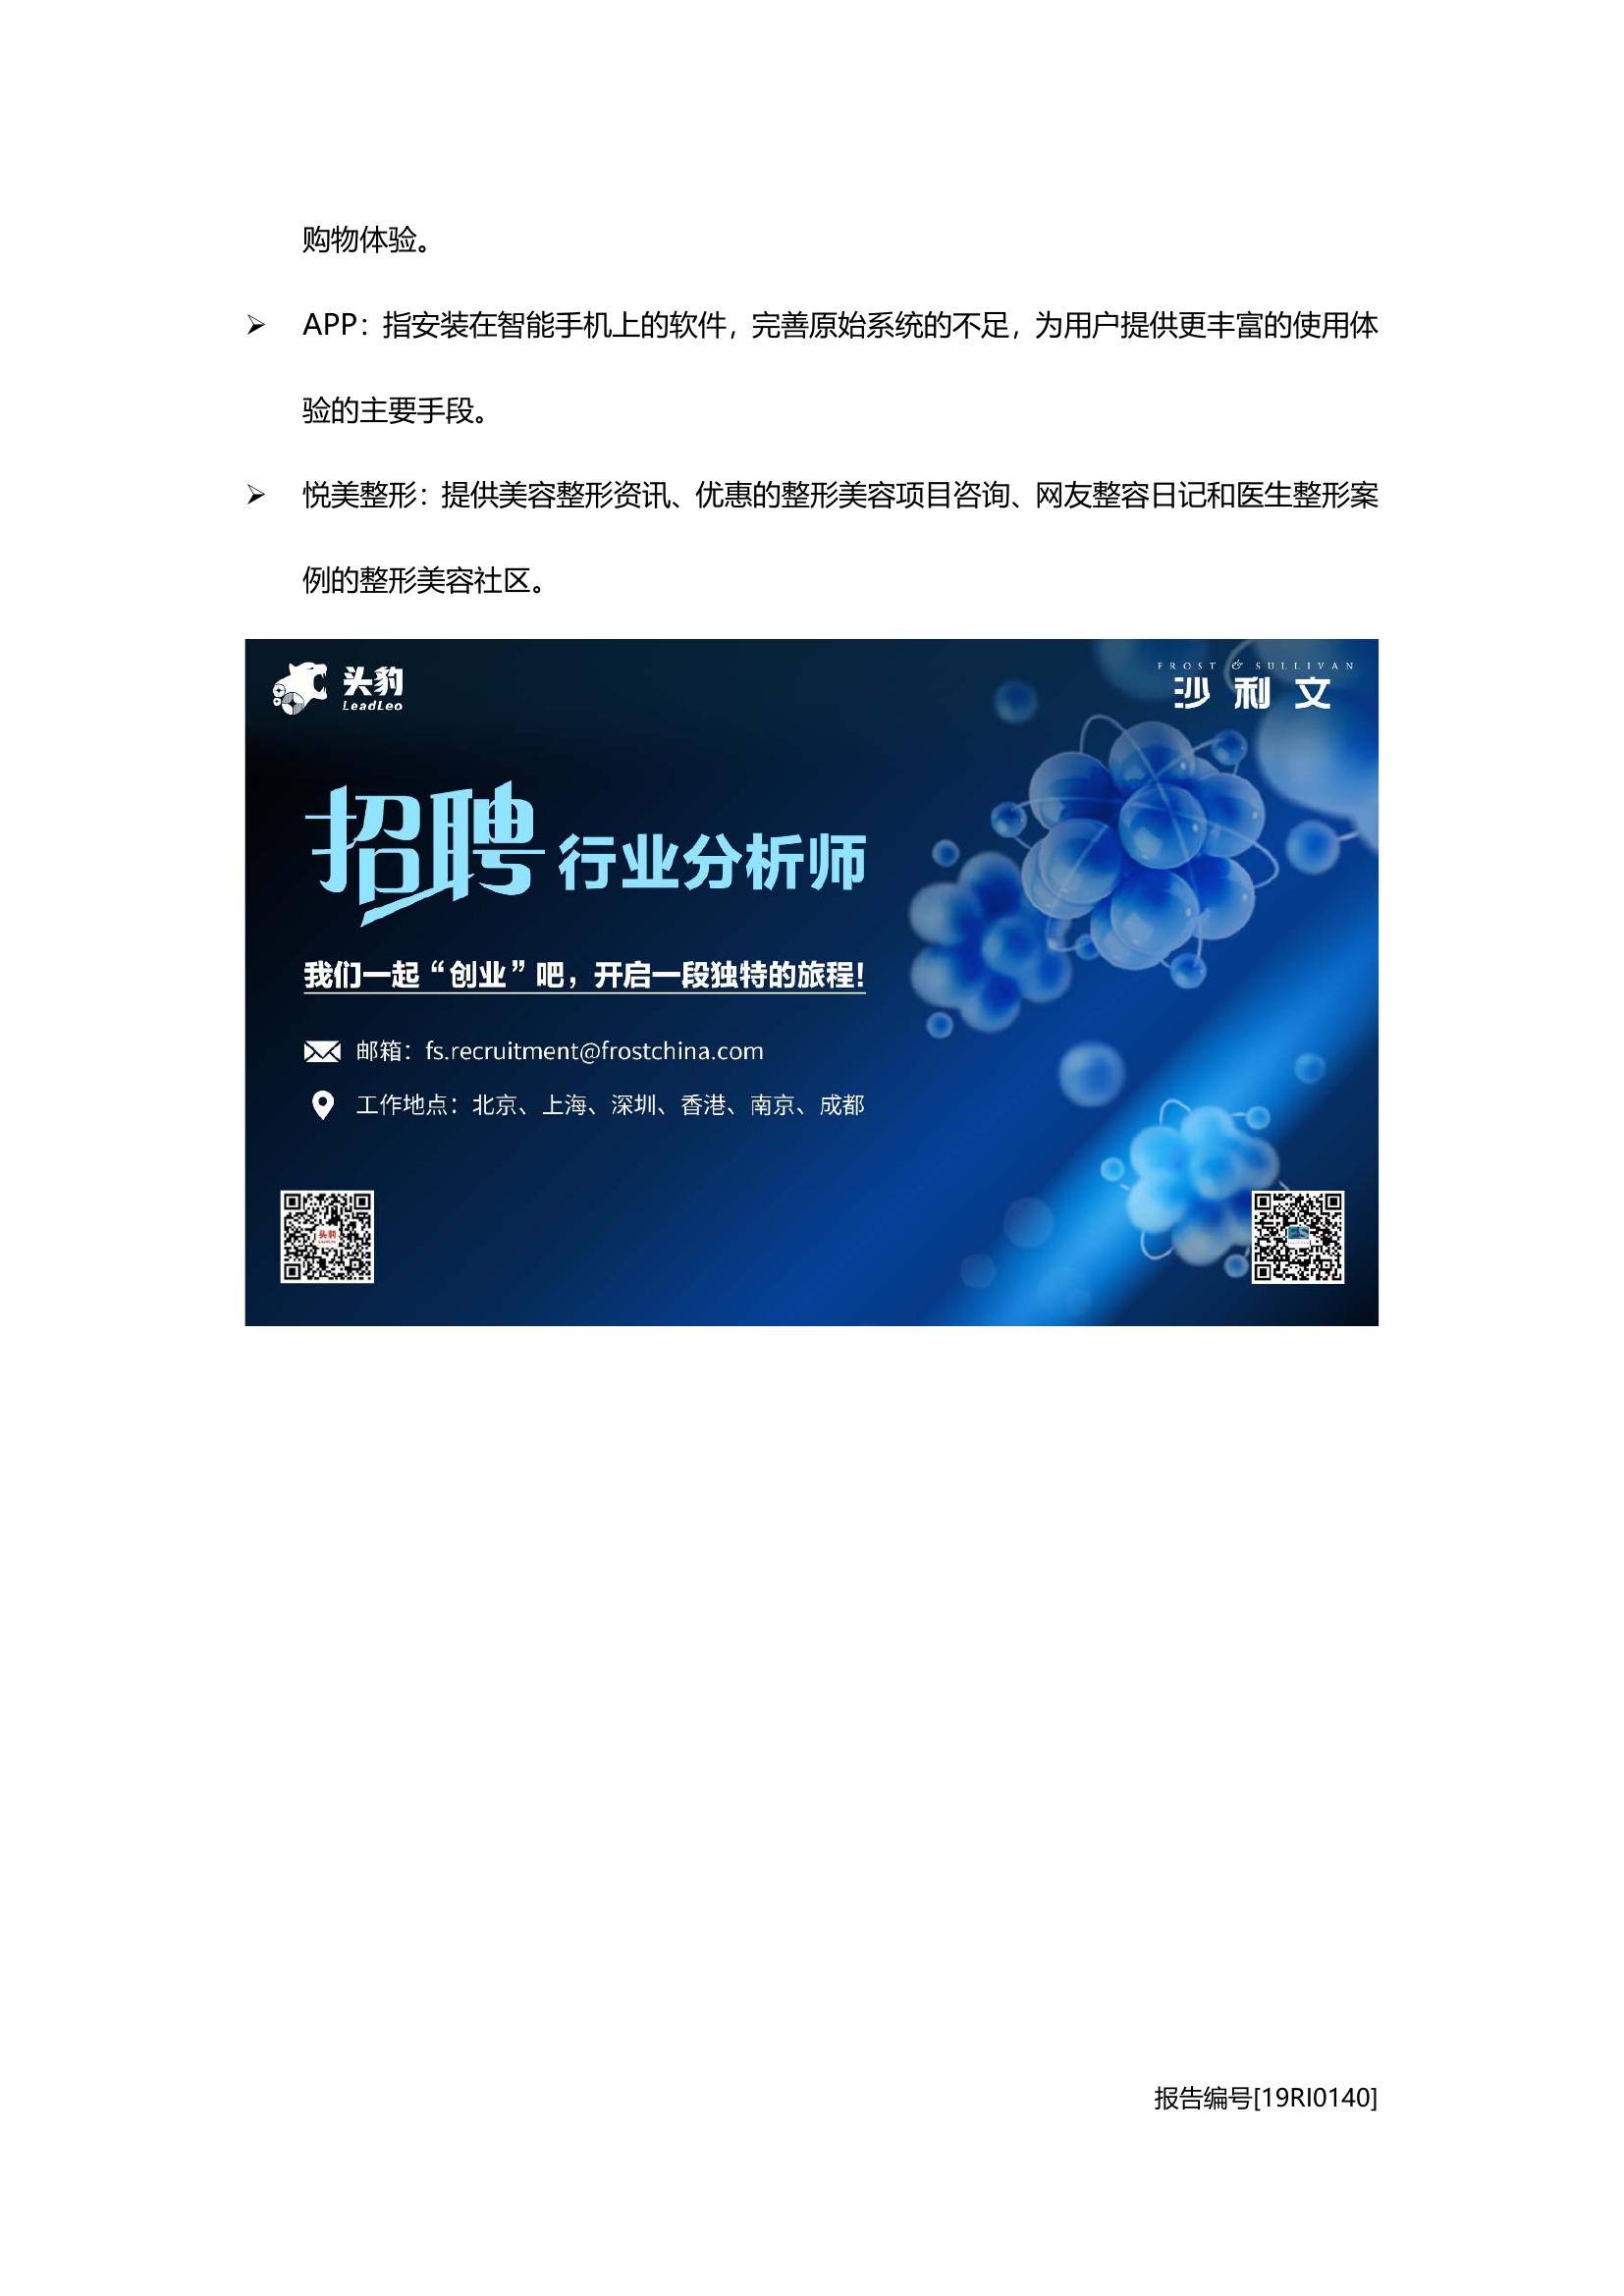 购物体验。
➢ APP：指安装在智能手机上的软件，完善原始系统的不足，为用户提供更丰富的使用体
验的主要手段。
➢ 悦美整形：提供美容整形资讯、优惠的整形美容项目咨询、网友整容日记和医生整形案
例的整形美容社区。
头豹
LeadLeo
FROST & SULLIVAN
沙利文
招聘 行业分析师
我们一起“创业”吧，开启一段独特的旅程！
邮箱：fs.recruitment@frostchina.com
工作地点：北京、上海、深圳、香港、南京、成都
头豹
LeadLeo
报告编号[19RI0140]